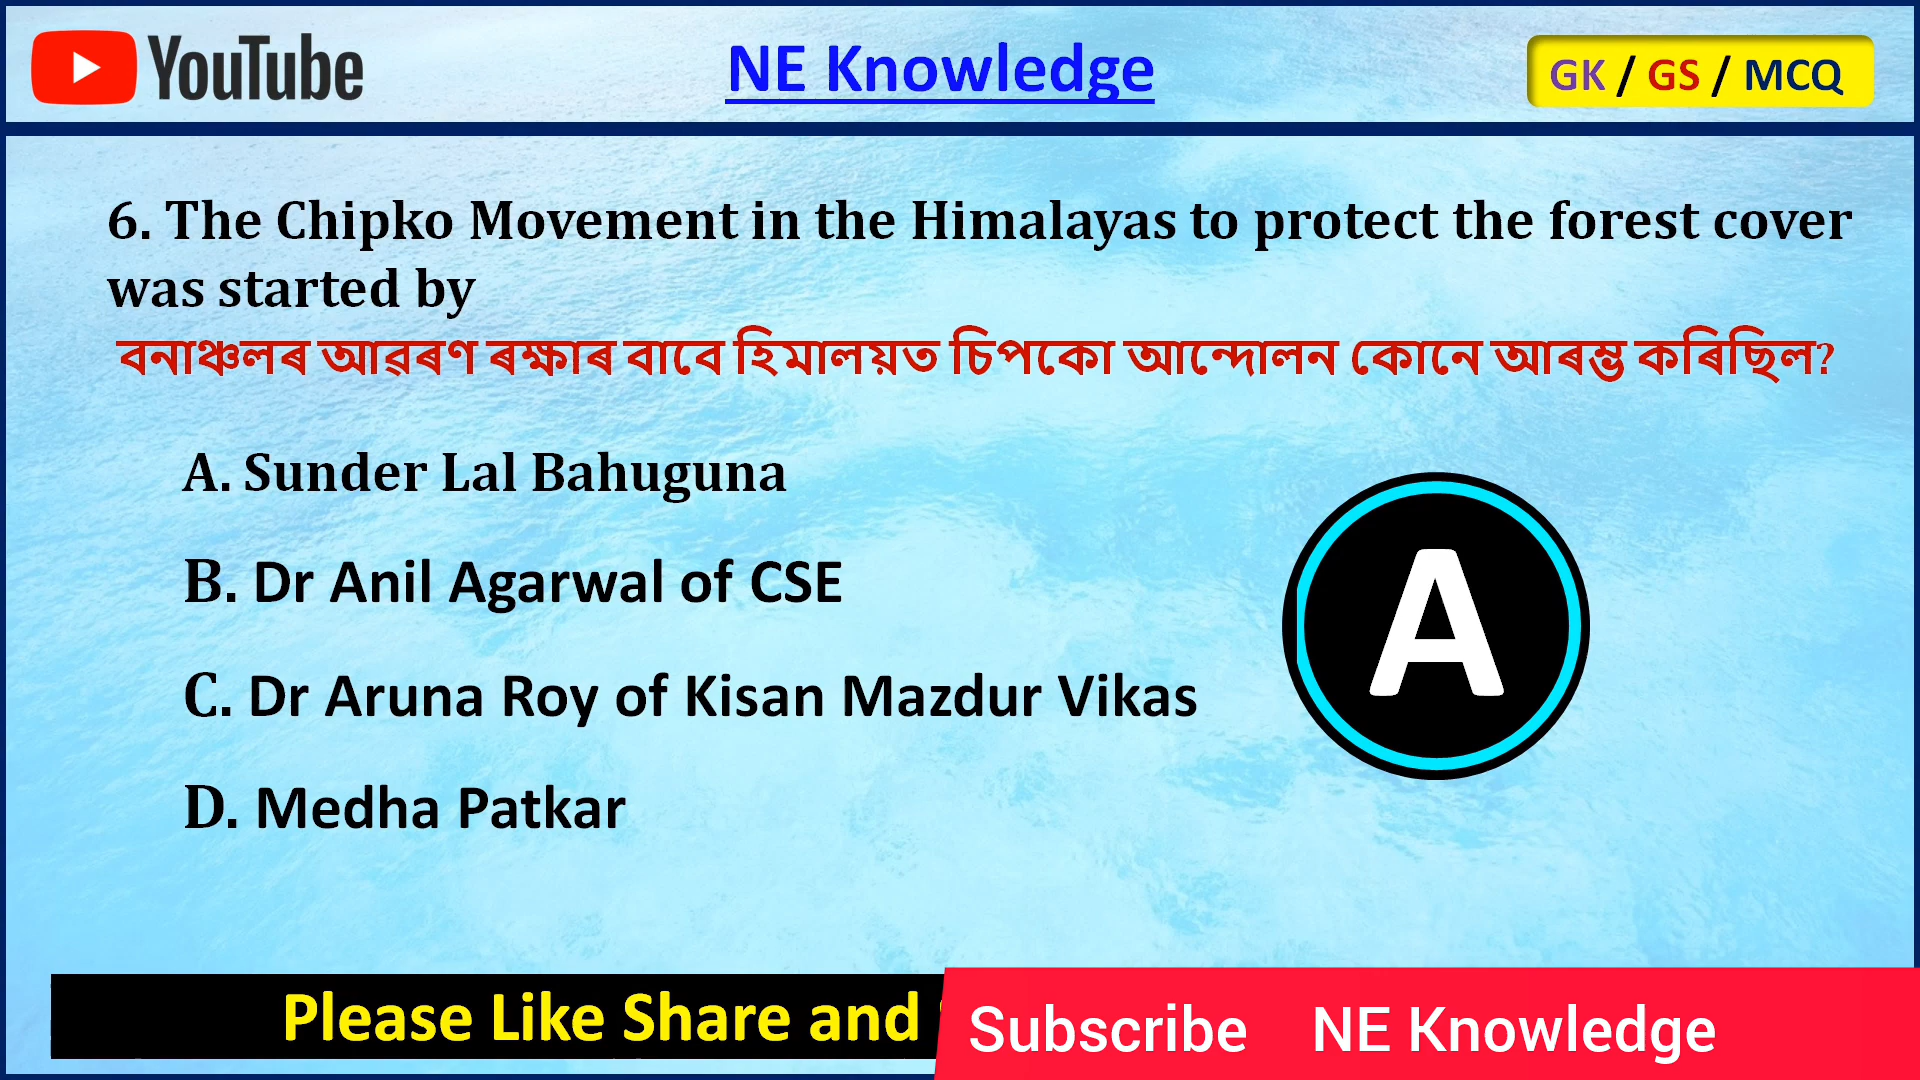 YouTube
NE Knowledge
GK / GS / MCQ
6. The Chipko Movement in the Himalayas to protect the forest cover
was started by
বনাঞ্চলৰ আৱৰণ ৰক্ষাৰ বাবে হিমালয়ত চিপকো আন্দোলন কোনে আৰম্ভ কৰিছিল?
A. Sunder Lal Bahuguna
B. Dr Anil Agarwal of CSE
A
C. Dr Aruna Roy of Kisan Mazdur Vikas
D. Medha Patkar
Please Like Share and
Subscribe NE Knowledge